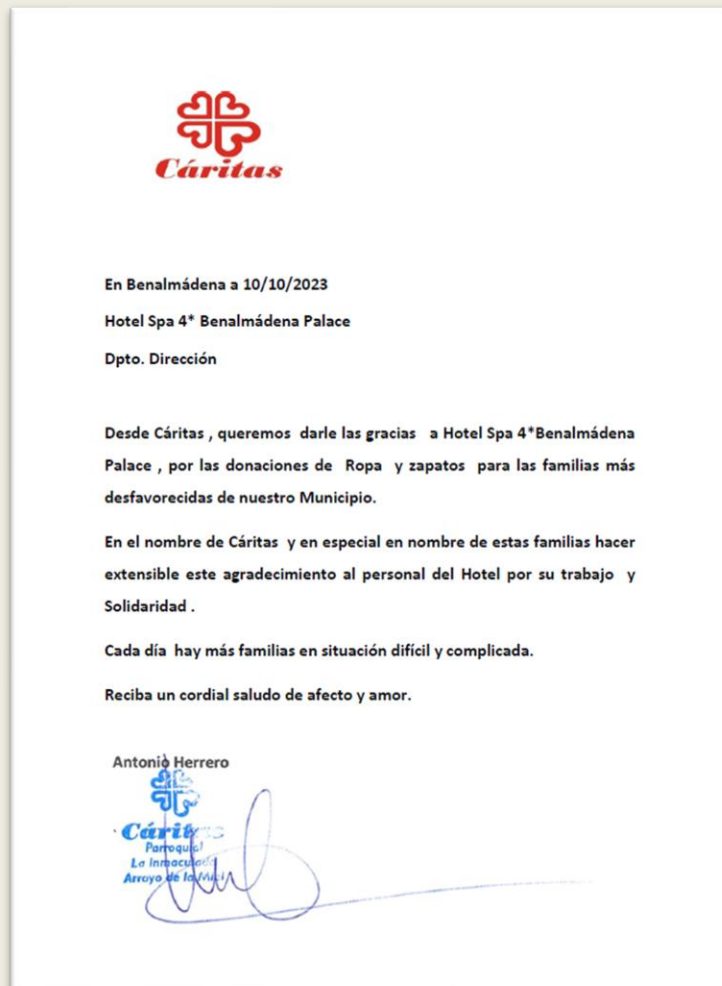 Cáritas
En Benalmádena a 10/10/2023
Hotel Spa 4* Benalmádena Palace
Dpto. Dirección
Desde Cáritas , queremos darle las gracias a Hotel Spa 4*Benalmádena
Palace , por las donaciones de Ropa y zapatos para las familias más
desfavorecidas de nuestro Municipio.
En el nombre de Cáritas y en especial en nombre de estas familias hacer
extensible este agradecimiento al personal del Hotel por su trabajo y
Solidaridad .
Cada día hay más familias en situación difícil y complicada.
Reciba un cordial saludo de afecto y amor.
Antonio Herrero
Cáritas
Parroquial
La Inmaculada
Arroyo de la Miel